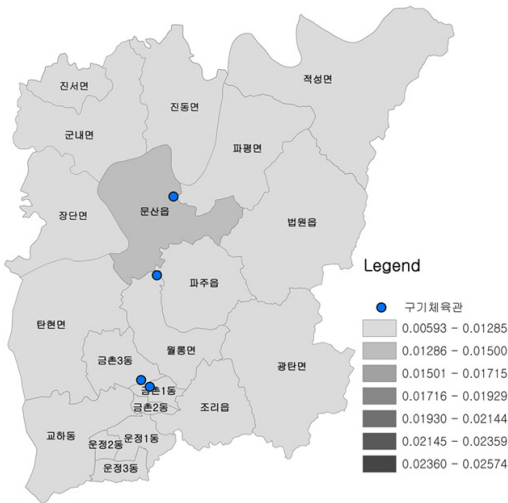 적성면
진서면
진동면
군내면
파평면
장단면
문산읍
법원읍
Legend
파주읍
구기체육관
탄현면
0.00593 - 0.01285
월롱면
0.01286 - 0.01500
금촌3동
광탄면
0.01501 - 0.01715
금촌1동
0.01716 - 0.01929
금촌2동
조리읍
0.01930 - 0.02144
교하동
운정1동
운정2동
0.02145 - 0.02359
운정3동
0.02360 - 0.02574